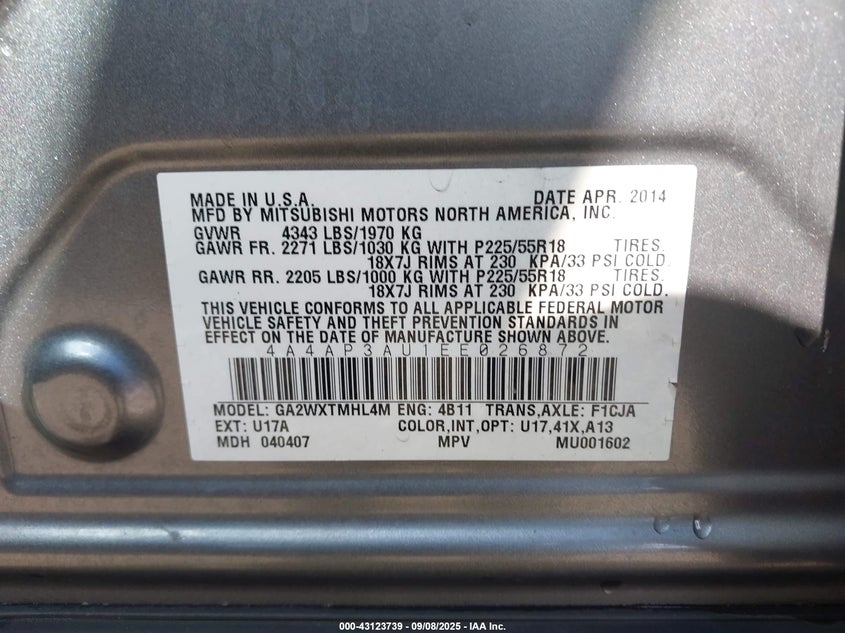 MADE IN U.S.A. DATE APR. 2014
MFD BY MITSUBISHI MOTORS NORTH AMERICA, INC.
GVWR 4343 LBS/1970 KG
GAWR FR. 2271 LBS/1030 KG WITH P225/55R18 TIRES.
18X7J RIMS AT 230 KPA/33 PSI COLD.
GAWR RR. 2205 LBS/1000 KG WITH P225/55R18 TIRES.
18X7J RIMS AT 230 KPA/33 PSI COLD.
THIS VEHICLE CONFORMS TO ALL APPLICABLE FEDERAL MOTOR
VEHICLE SAFETY AND THEFT PREVENTION STANDARDS IN
EFFECT ON THE DATE OF MANUFACTURE SHOWN ABOVE.
4A4AP3AU1EE026872
MODEL: GA2WXTMHL4M ENG: 4B11 TRANS,AXLE: F1CJA
EXT: U17A COLOR,INT,OPT: U17,41X,A13
MDH 040407 MPV MU001602
000-43123739 - 09/08/2025 - IAA Inc.